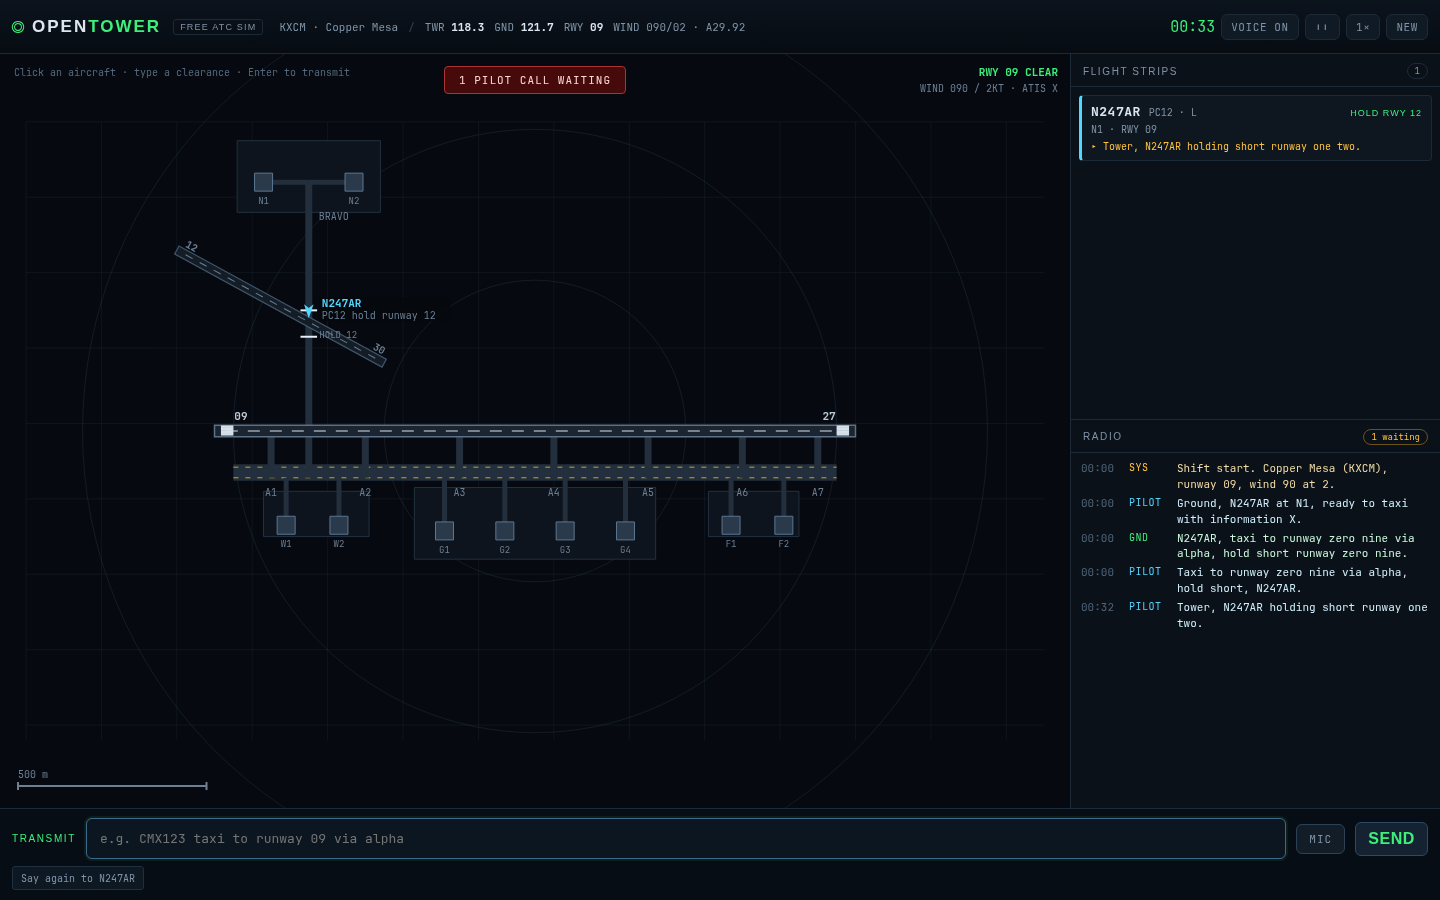 OPENTOWER
FREE ATC SIM
KXCM · Copper Mesa / TWR 118.3 GND 121.7 RWY 09 WIND 090/02 · A29.92
00:33
VOICE ON
1×
NEW
Click an aircraft · type a clearance · Enter to transmit
1 PILOT CALL WAITING
RWY 09 CLEAR
WIND 090 / 2KT · ATIS X
N1
N2
BRAVO
12
N247AR
PC12 hold runway 12
HOLD 12
30
09
27
A1
A2
A3
A4
A5
A6
A7
W1
W2
G1
G2
G3
G4
F1
F2
500 m
FLIGHT STRIPS
1
N247AR PC12 · L
HOLD RWY 12
N1 · RWY 09
▸ Tower, N247AR holding short runway one two.
RADIO
1 waiting
00:00 SYS Shift start. Copper Mesa (KXCM),
runway 09, wind 90 at 2.
00:00 PILOT Ground, N247AR at N1, ready to taxi
with information X.
00:00 GND N247AR, taxi to runway zero nine via
alpha, hold short runway zero nine.
00:00 PILOT Taxi to runway zero nine via alpha,
hold short, N247AR.
00:32 PILOT Tower, N247AR holding short runway one
two.
TRANSMIT
e.g. CMX123 taxi to runway 09 via alpha
MIC
SEND
Say again to N247AR